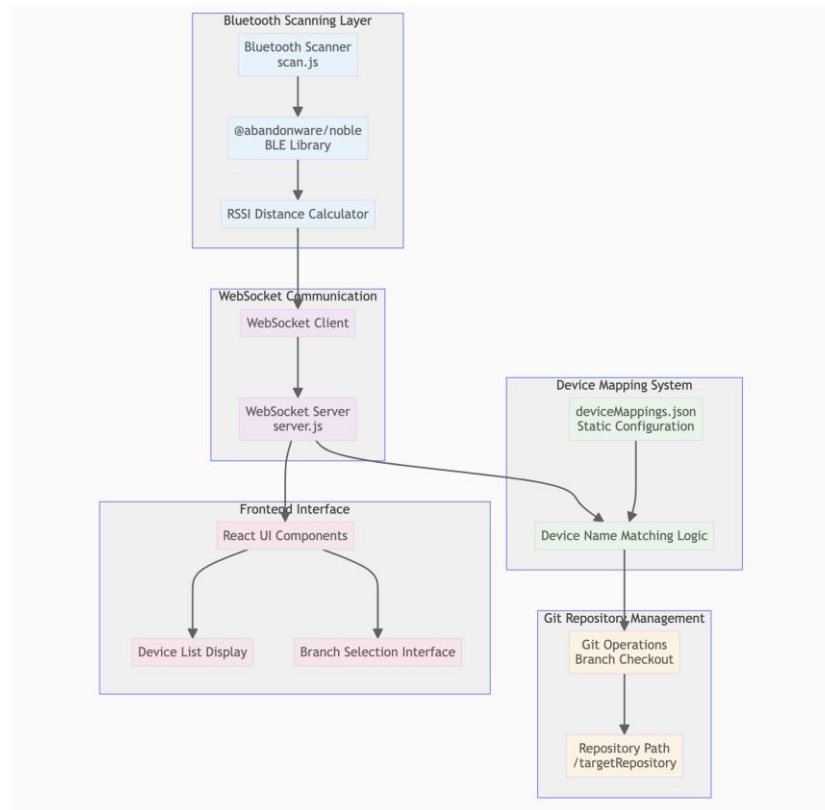 Bluetooth Scanning Layer
Bluetooth Scanner
scan.js
@abandonware/noble
BLE Library
RSSI Distance Calculator
WebSocket Communication
WebSocket Client
WebSocket Server
server.js
Device Mapping System
deviceMappings.json
Static Configuration
Device Name Matching Logic
Frontend Interface
React UI Components
Device List Display
Branch Selection Interface
Git Repository Management
Git Operations
Branch Checkout
Repository Path
/targetRepository